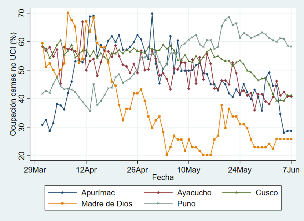 Ocupación camas no UCI (%)
70
60
50
40
30
20
29Mar 12Apr 26Apr 10May 24May 7Jun
Fecha
Apurímac Ayacucho Cusco
Madre de Dios Puno